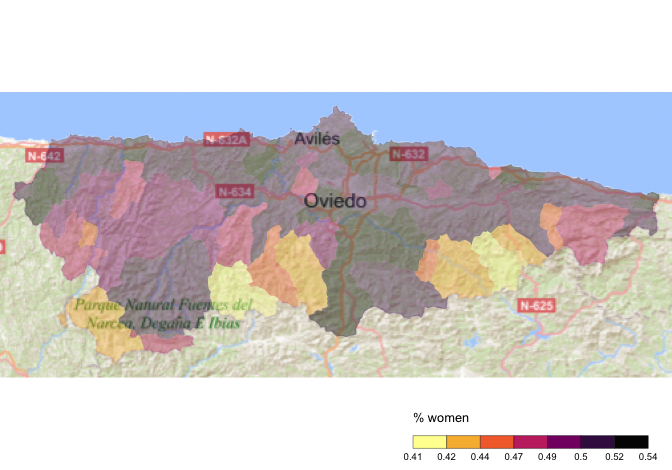 N-632A
Avilés
N-642
N-632
N-634
Oviedo
Parque Natural Fuentes del
Narcea, Degaña E Ibias
N-625
% women
0.41 0.42 0.44 0.47 0.49 0.5 0.52 0.54